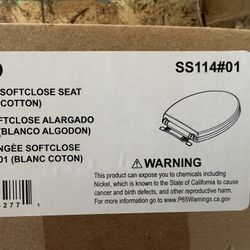 SOFTCLOSE SEAT
SS114#01
COTTON)
FTCLOSE ALARGADO
(BLANCO ALGODON)
NGÉE SOFTCLOSE
01 (BLANC COTON)
⚠WARNING
This product can expose you to chemicals including
Nickel, which is known to the State of California to cause
cancer and birth defects, and other reproductive harm.
For more information go to www.P65Warnings.ca.gov
277 1